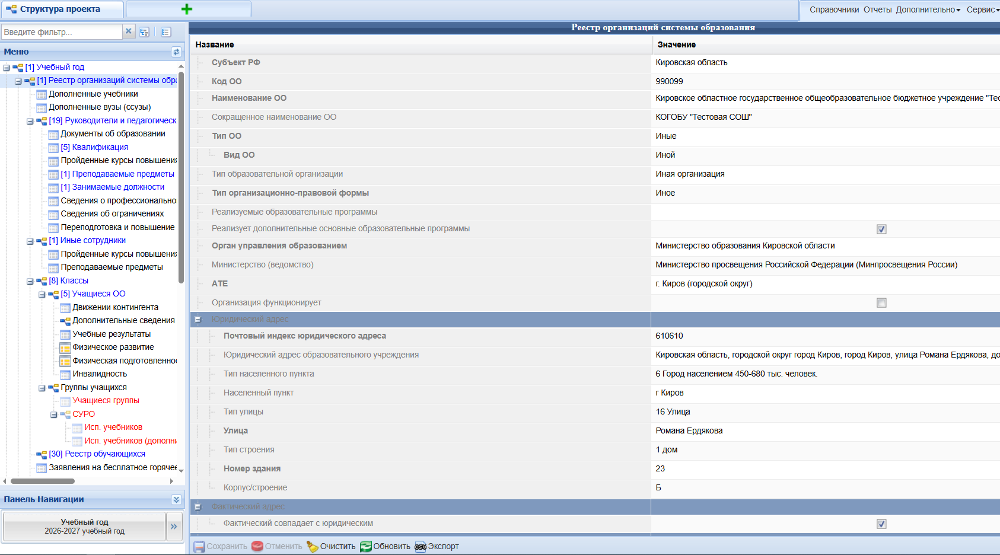 Структура проекта
Справочники Отчеты Дополнительно Сервис
Введите фильтр...
Меню
[1] Учебный год
[1] Реестр организаций системы
Дополненные учебники
Дополненные вузы (ссузы)
[19] Руководители и
Документы об образовании
[5] Квалификация
Пройденные курсы повышения
[1] Преподаваемые предметы
[1] Занимаемые должности
Сведения о
Сведения об ограничениях
Переподготовка и повышение
[1] Иные сотрудники
Пройденные курсы повышения
Преподаваемые предметы
[8] Классы
[5] Учащиеся ОО
Движении контингента
Дополнительные сведения
Учебные результаты
Физическое развитие
Физическая
Инвалидность
Группы учащихся
Учащиеся группы
СУРО
Исп. учебников
Исп. учебников
[30] Реестр обучающихся
Заявления на бесплатное
Панель Навигации
Учебный год
2026-2027 учебный год
Реестр организаций системы образования
Название Значение
Субъект РФ Кировская область
Код ОО 990099
Наименование ОО Кировское областное государственное общеобразовательное бюджетное учреждение
Сокращенное наименование ОО КОГОБУ "Тестовая СОШ"
Тип ОО Иные
Вид ОО Иной
Тип образовательной организации Иная организация
Тип организационно-правовой формы Иное
Реализуемые образовательные программы
Реализует дополнительные основные образовательные программы
Орган управления образованием Министерство образования Кировской области
Министерство (ведомство) Министерство просвещения Российской Федерации (Минпросвещения России)
АТЕ г. Киров (городской округ)
Организация функционирует
Юридический адрес
Почтовый индекс юридического адреса 610610
Юридический адрес образовательного учреждения Кировская область, городской округ город Киров, город Киров, улица Романа Ердякова,
Тип населенного пункта 6 Город населением 450-680 тыс. человек.
Населенный пункт г Киров
Тип улицы 16 Улица
Улица Романа Ердякова
Тип строения 1 дом
Номер здания 23
Корпус/строение Б
Фактический адрес
Фактический совпадает с юридическим
Сохранить Отменить Очистить Обновить CSV Экспорт